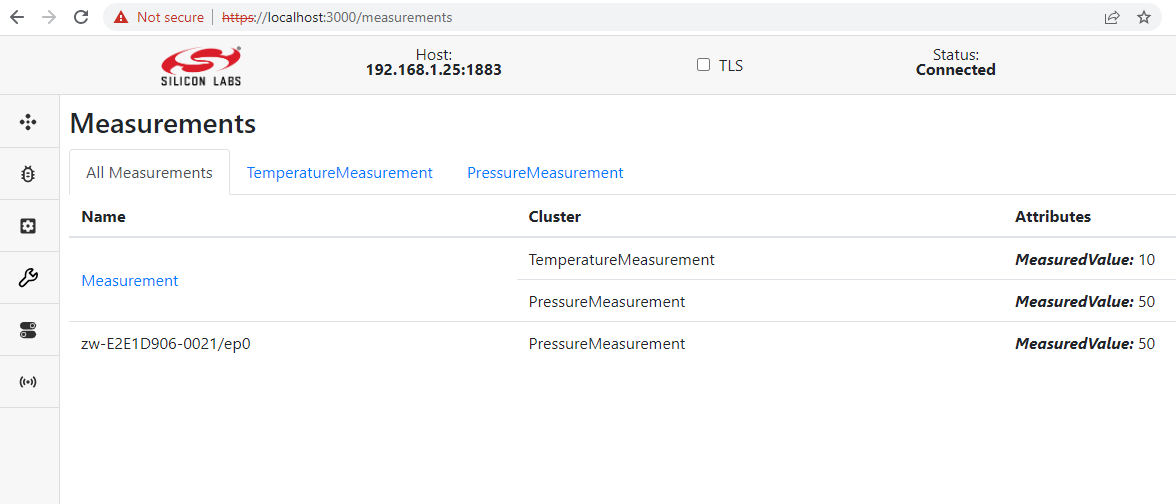 Not secure | https://localhost:3000/measurements
SILICON LABS
Host:
192.168.1.25:1883
TLS
Status:
Connected
Measurements
All Measurements TemperatureMeasurement PressureMeasurement
Name Cluster Attributes
Measurement TemperatureMeasurement MeasuredValue: 10
PressureMeasurement MeasuredValue: 50
zw-E2E1D906-0021/ep0 PressureMeasurement MeasuredValue: 50